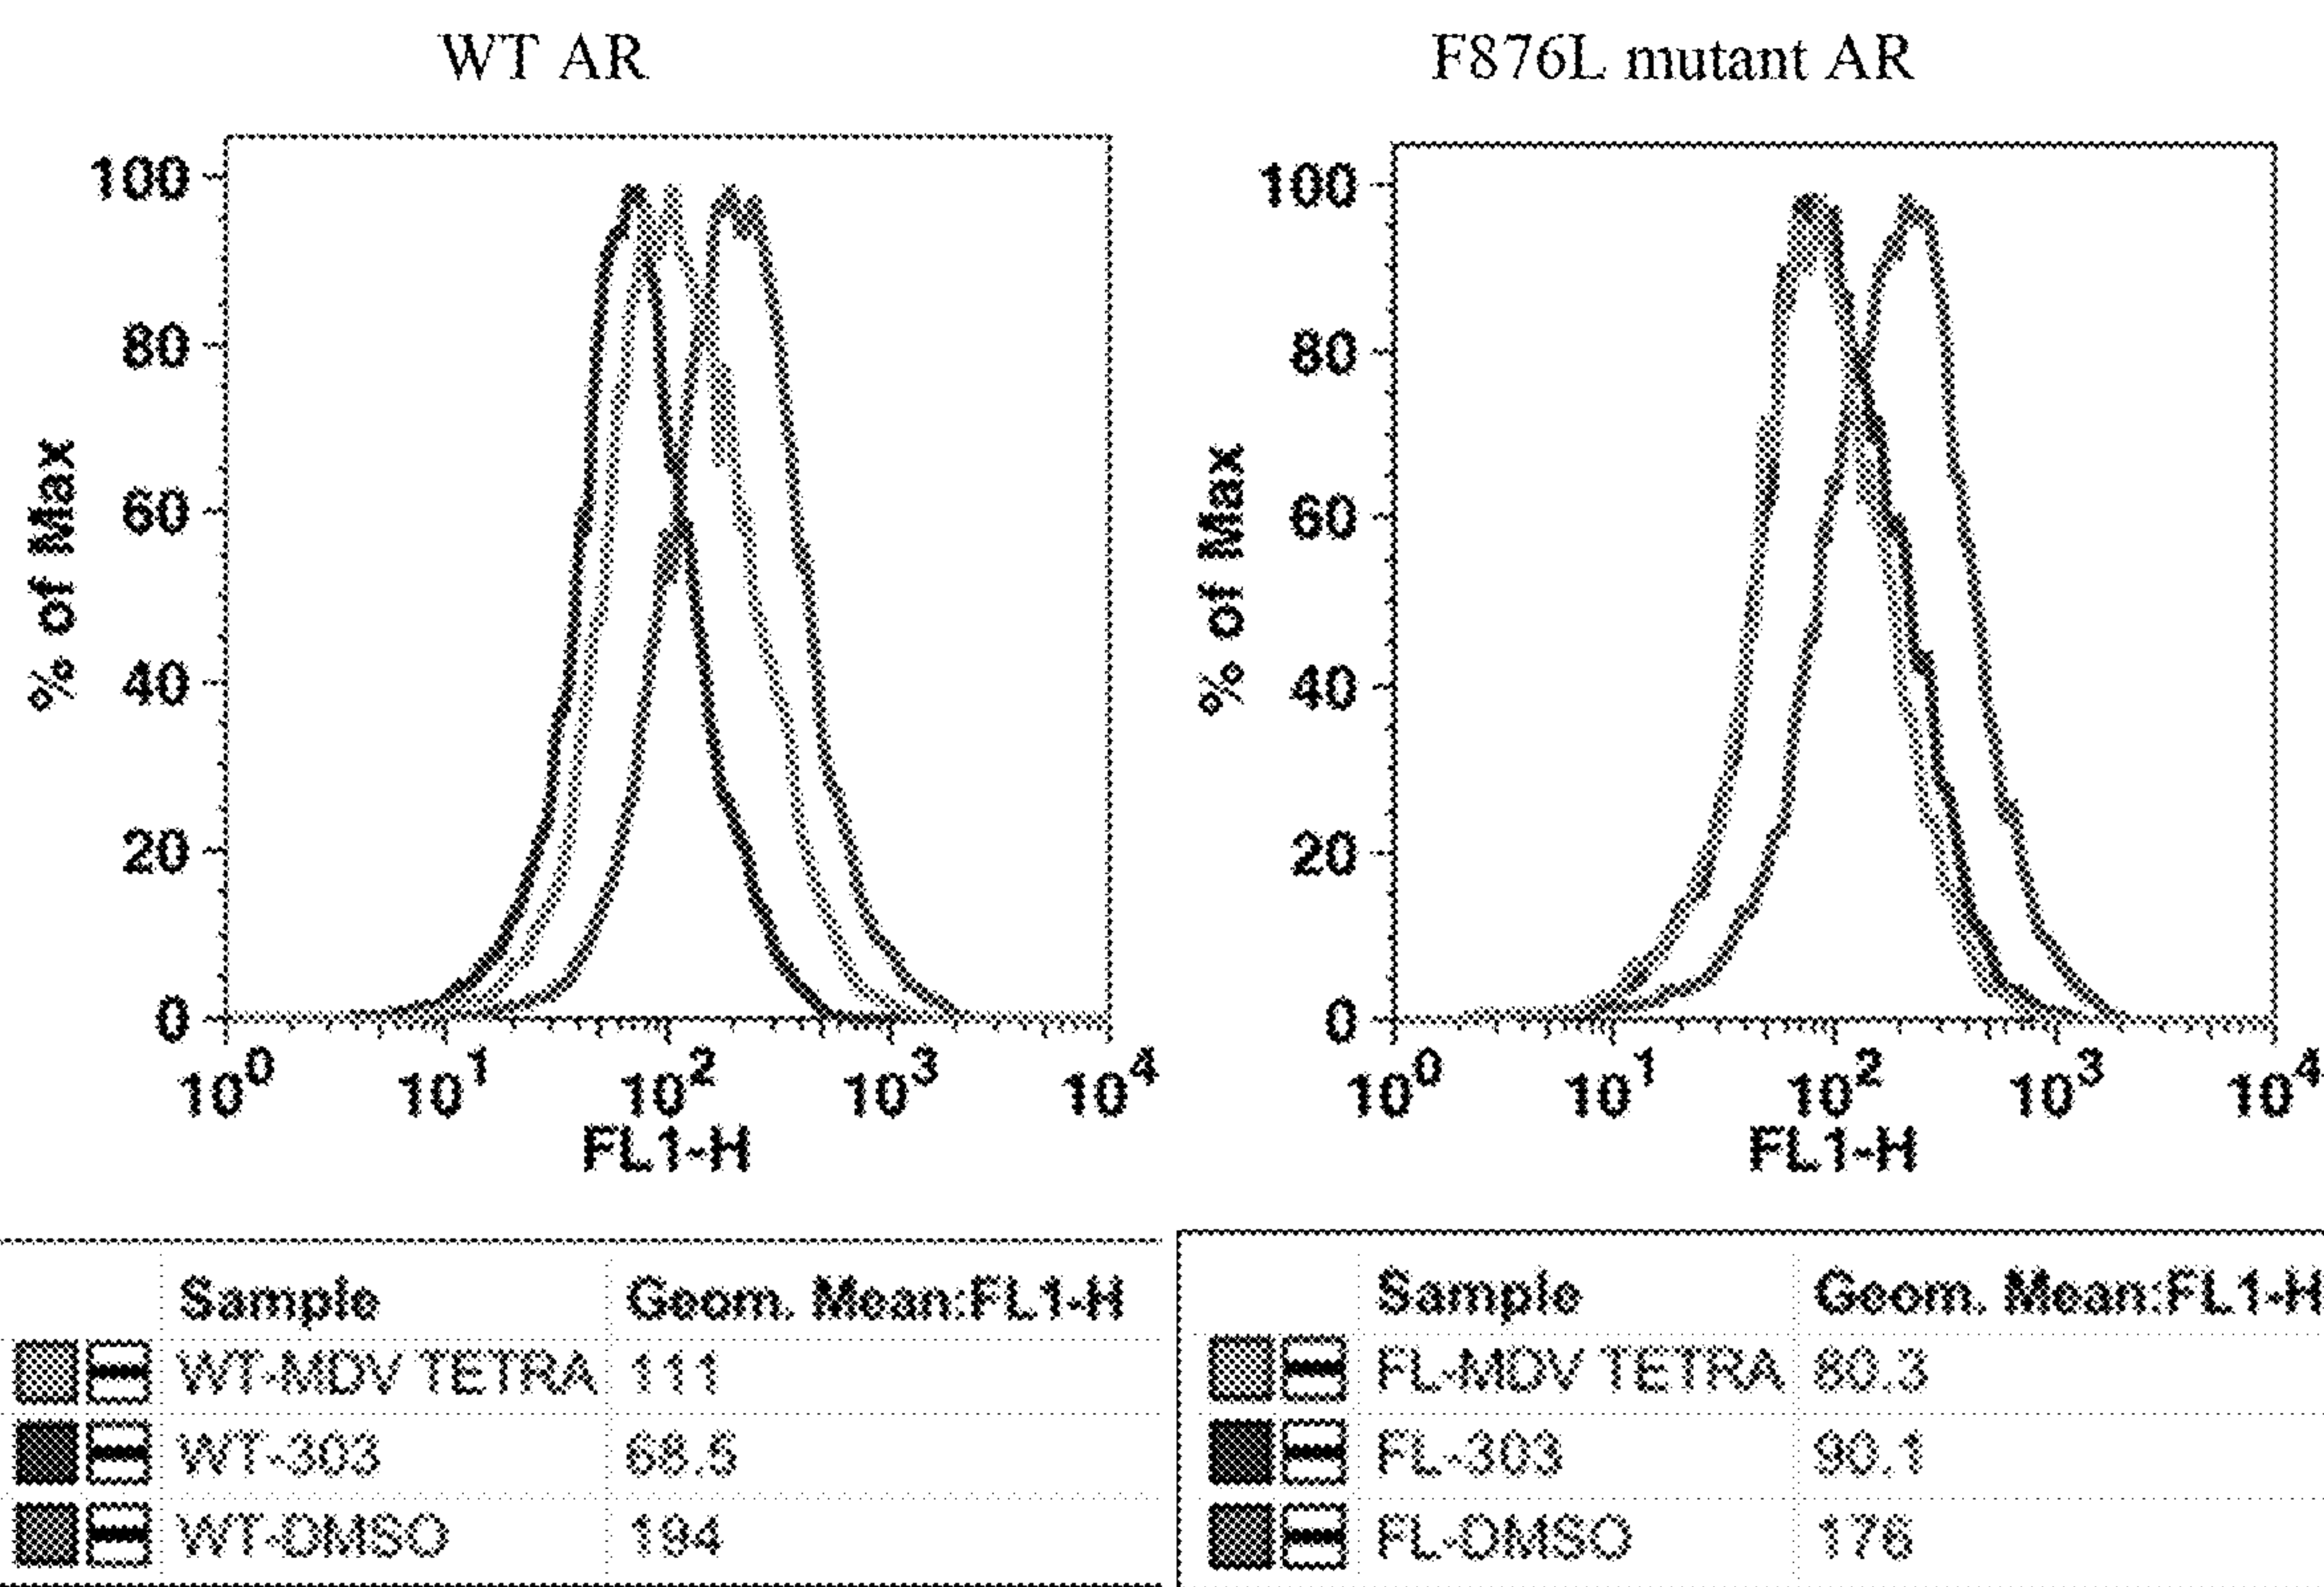 WT AR
F876L mutant AR
% of Max
100
80
60
40
20
0
10^0 10^1 10^2 10^3 10^4
FL1-H
% of Max
100
80
60
40
20
0
10^0 10^1 10^2 10^3 10^4
FL1-H
Sample Geom. Mean:FL1-H
WT-MDV TETRA 111
WT-303 68.5
WT-DMSO 194
Sample Geom. Mean:FL1-H
FL-MDV TETRA 80.3
FL-303 90.1
FL-DMSO 176